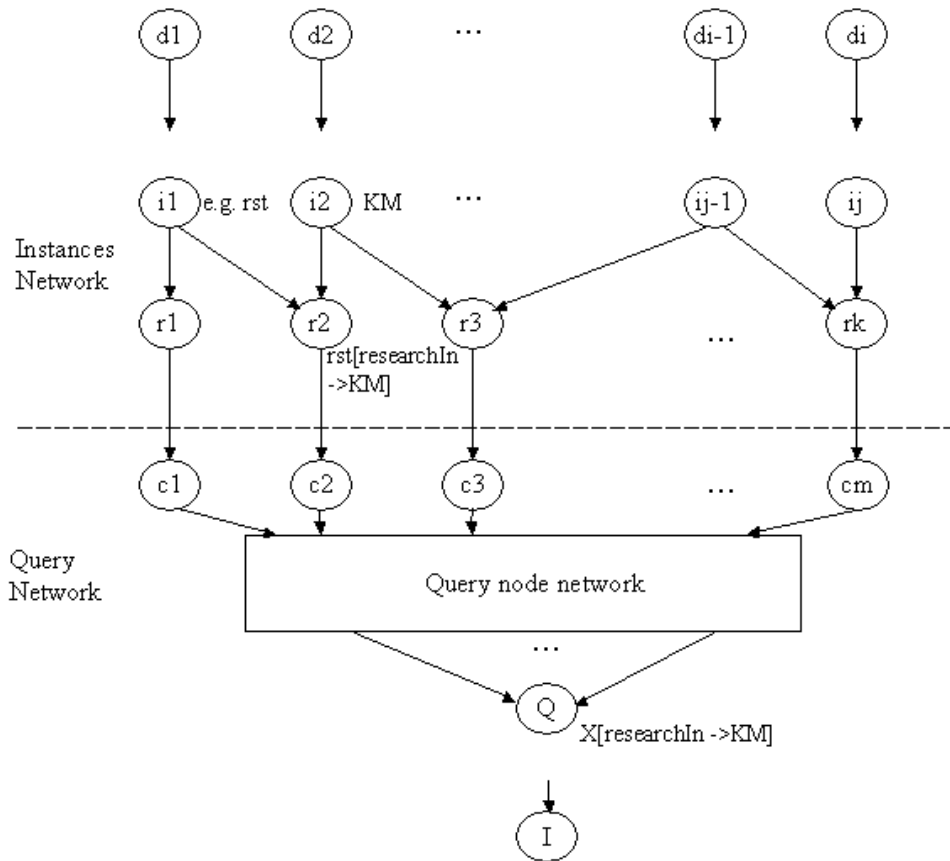 d1 d2 ... di-1 di
i1 e.g. rst i2 KM ... ij-1 ij
Instances
Network
r1 r2 r3 ... rk
rst[researchIn
->KM]
c1 c2 c3 ... cm
Query
Network
Query node network
...
Q
X[researchIn ->KM]
I